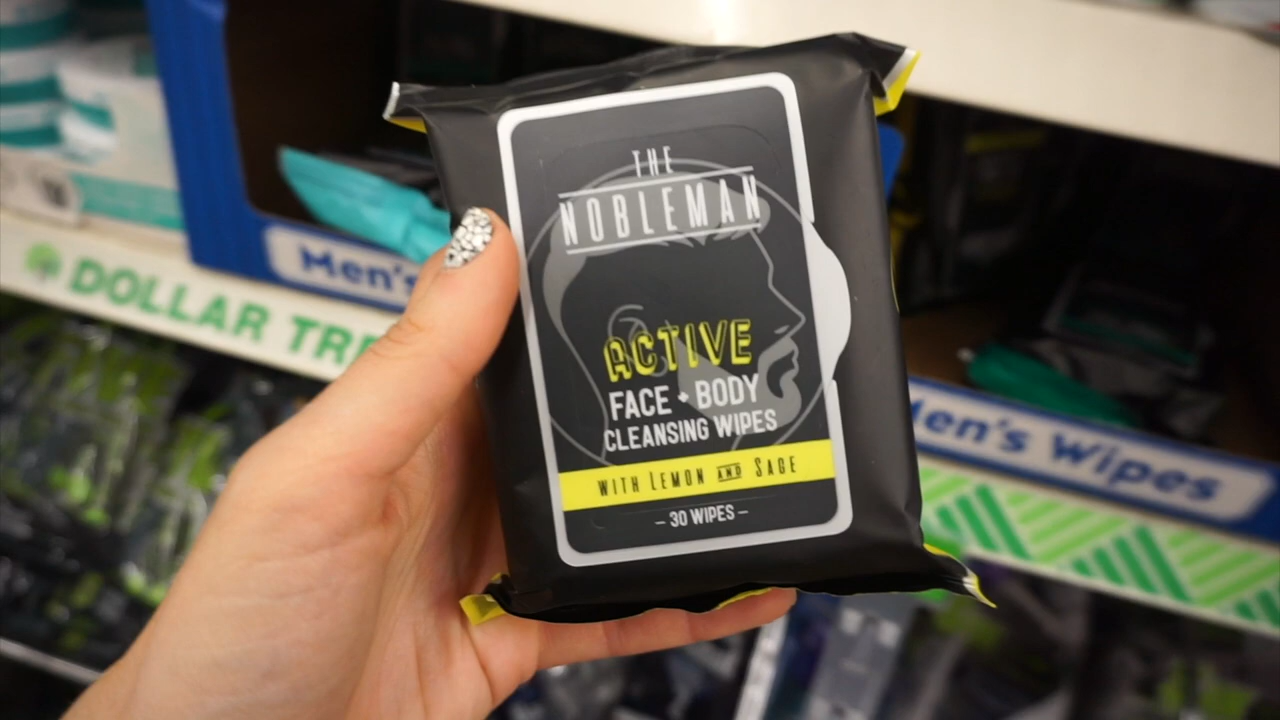 THE
NOBLEMAN
ACTIVE
FACE + BODY
CLEANSING WIPES
WITH LEMON AND SAGE
– 30 WIPES –
Men's
DOLLAR TRE
Men's Wipes